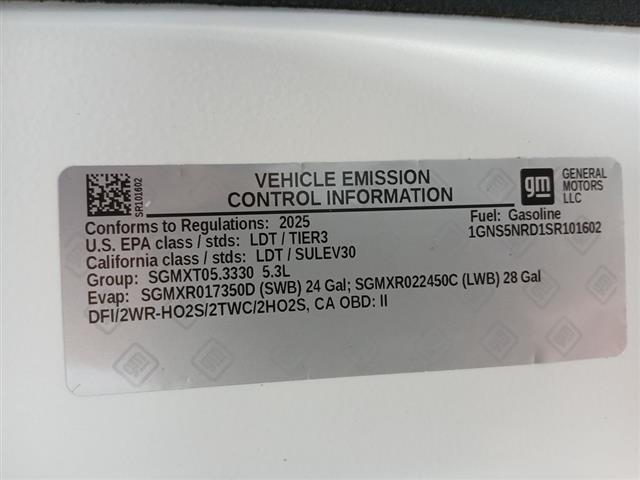 SR101602
VEHICLE EMISSION
CONTROL INFORMATION
gm
GENERAL
MOTORS
LLC
Conforms to Regulations: 2025
Fuel: Gasoline
U.S. EPA class / stds: LDT / TIER3
1GNS5NRD1SR101602
California class / stds: LDT / SULEV30
Group: SGMXT05.3330 5.3L
Evap: SGMXR017350D (SWB) 24 Gal; SGMXR022450C (LWB) 28 Gal
DFI/2WR-HO2S/2TWC/2HO2S, CA OBD: II